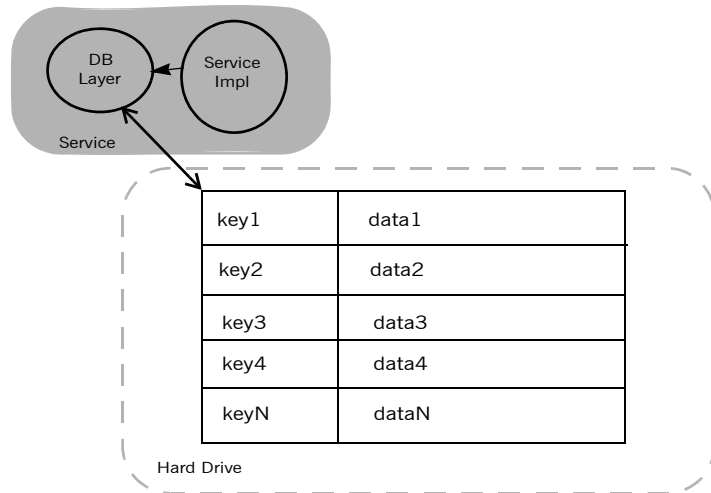 DB
Layer
Service
Impl
Service
key1 data1
key2 data2
key3 data3
key4 data4
keyN dataN
Hard Drive